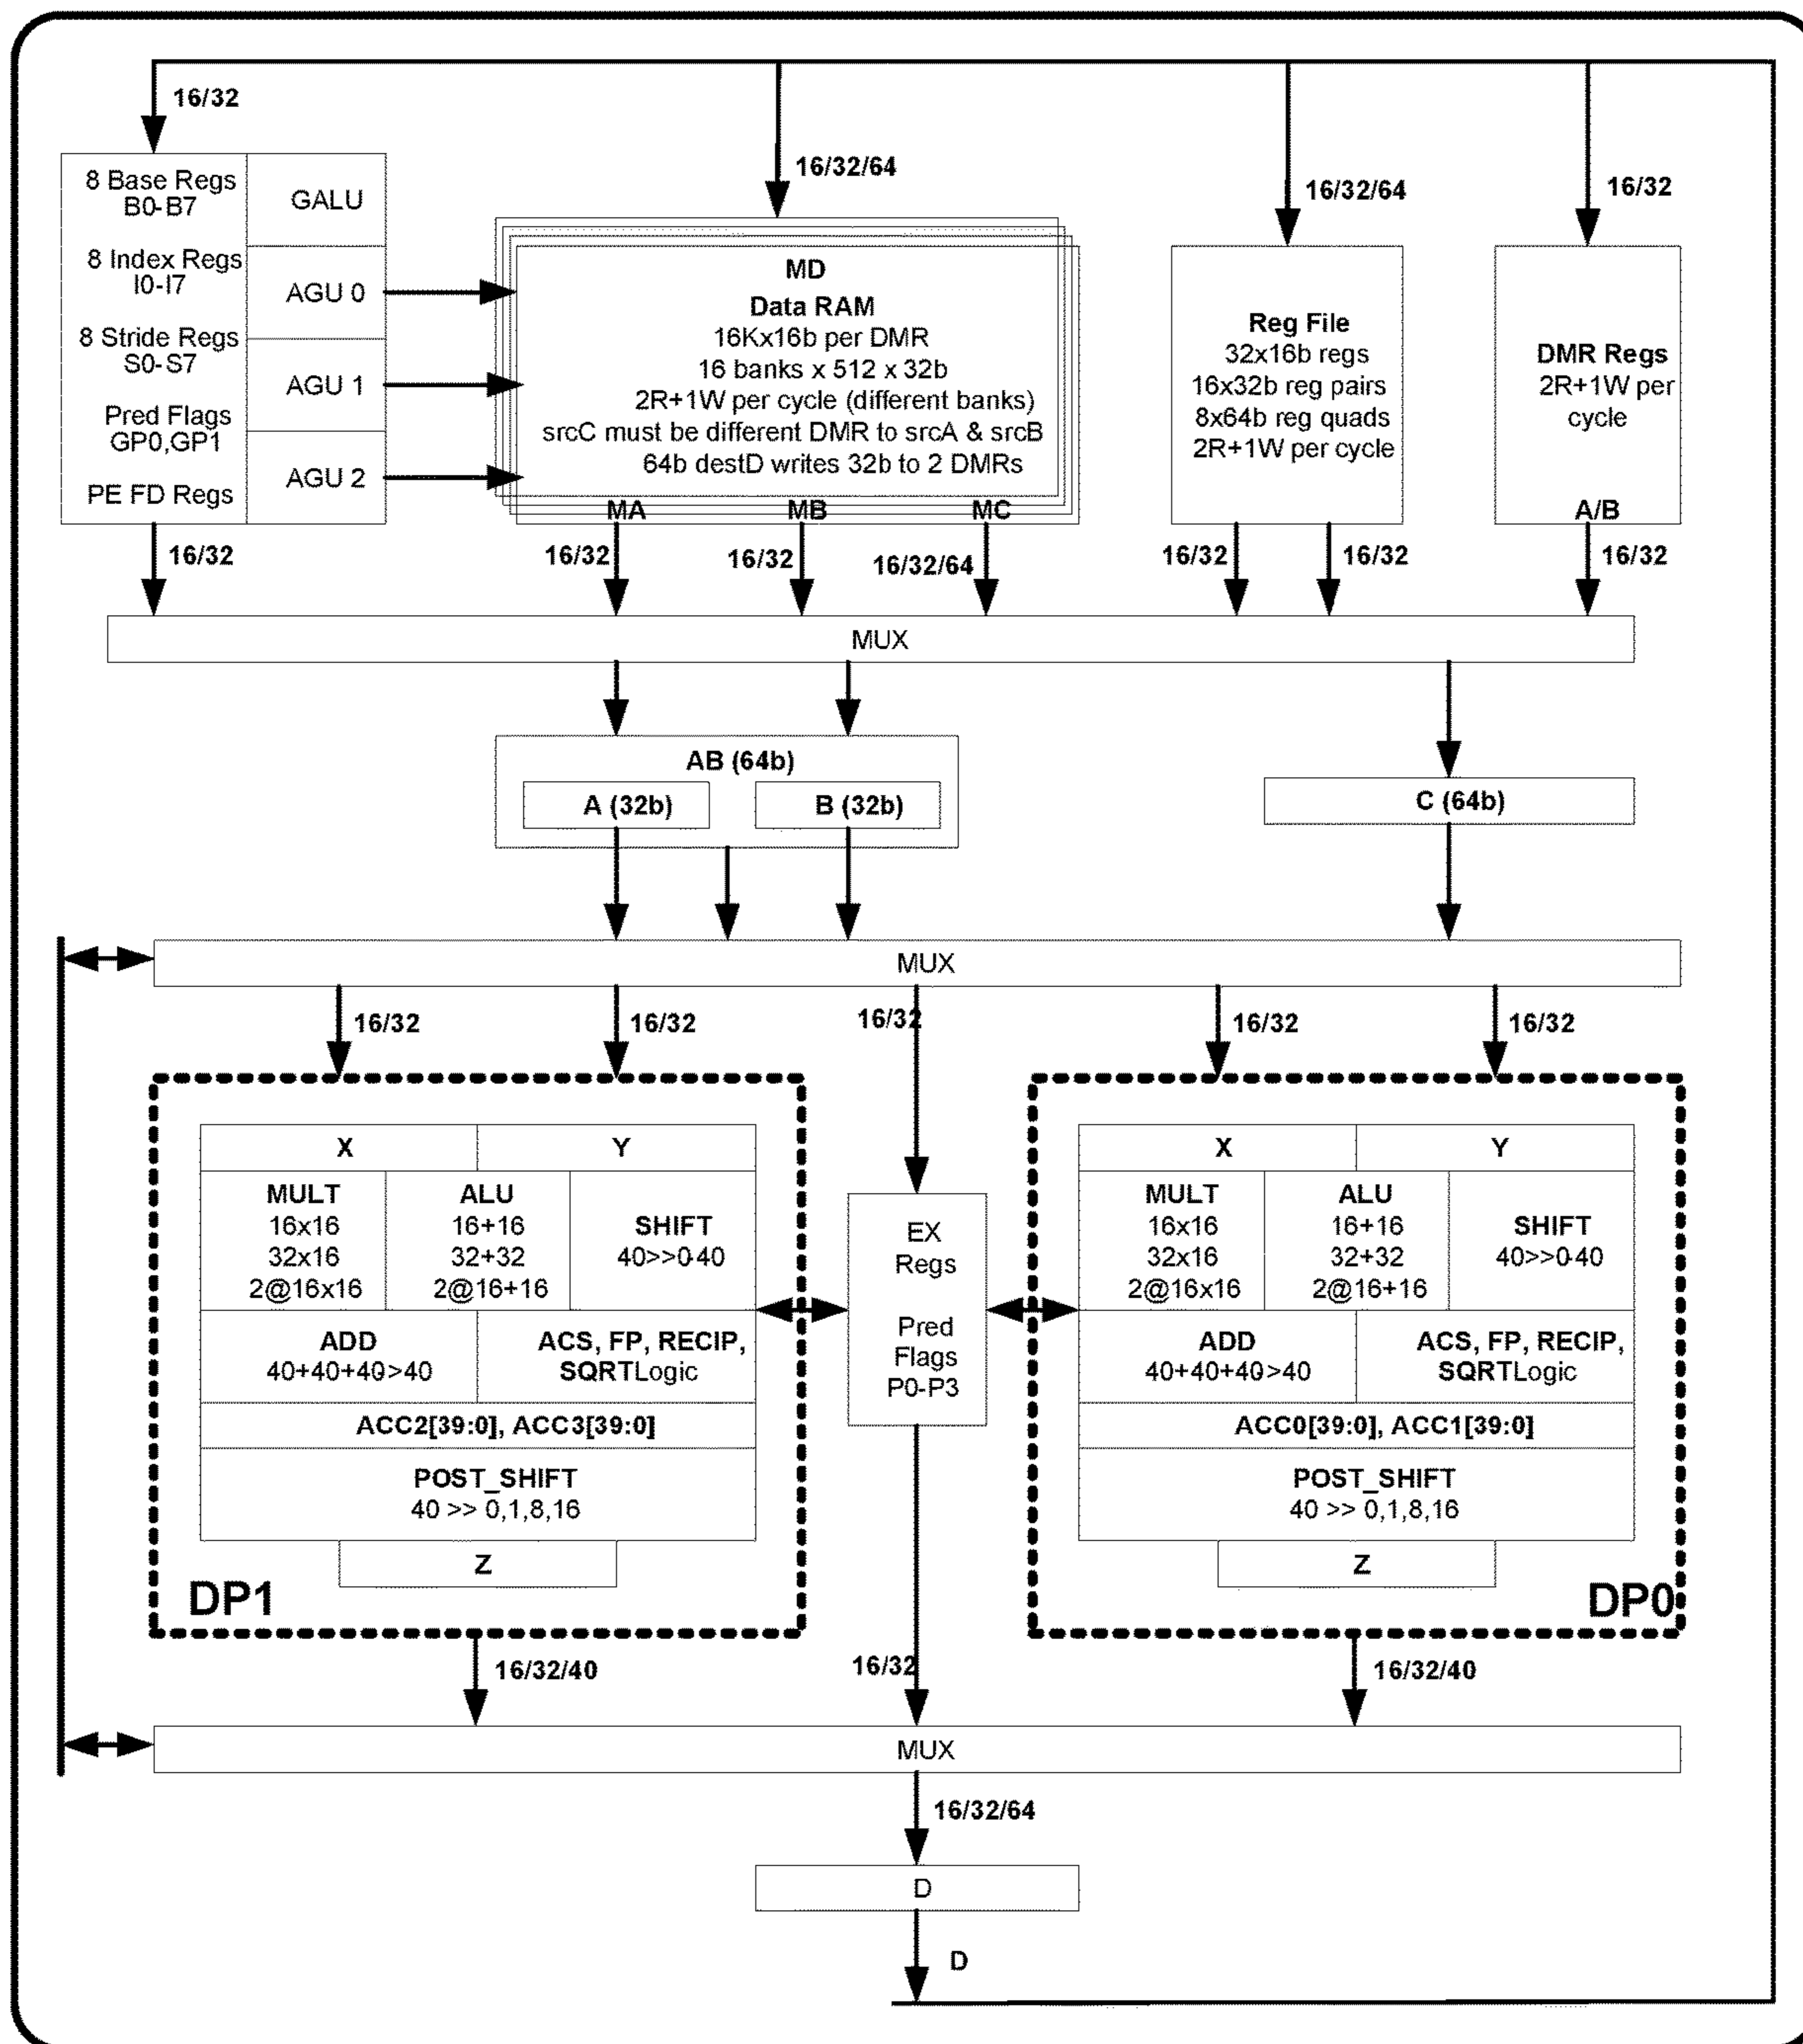 16/32
16/32/64
16/32/64
16/32
8 Base Regs
B0-B7
8 Index Regs
I0-I7
8 Stride Regs
S0-S7
Pred Flags
GP0,GP1
PE FD Regs
GALU
AGU 0
AGU 1
AGU 2
MD
Data RAM
16Kx16b per DMR
16 banks x 512 x 32b
2R+1W per cycle (different banks)
srcC must be different DMR to srcA & srcB
64b destD writes 32b to 2 DMRs
MA
MB
MC
Reg File
32x16b regs
16x32b reg pairs
8x64b reg quads
2R+1W per cycle
DMR Regs
2R+1W per
cycle
A/B
16/32
16/32
16/32
16/32/64
16/32
16/32
16/32
MUX
AB (64b)
A (32b)
B (32b)
C (64b)
MUX
16/32
16/32
16/32
16/32
16/32
X
Y
MULT
16x16
32x16
2@16x16
ALU
16+16
32+32
2@16+16
SHIFT
40>>0-40
ADD
40+40+40>40
ACS, FP, RECIP,
SQRTLogic
ACC2[39:0], ACC3[39:0]
POST_SHIFT
40 >> 0,1,8,16
Z
DP1
EX
Regs
Pred
Flags
P0-P3
X
Y
MULT
16x16
32x16
2@16x16
ALU
16+16
32+32
2@16+16
SHIFT
40>>0-40
ADD
40+40+40>40
ACS, FP, RECIP,
SQRTLogic
ACC0[39:0], ACC1[39:0]
POST_SHIFT
40 >> 0,1,8,16
Z
DP0
16/32/40
16/32
16/32/40
MUX
16/32/64
D
D